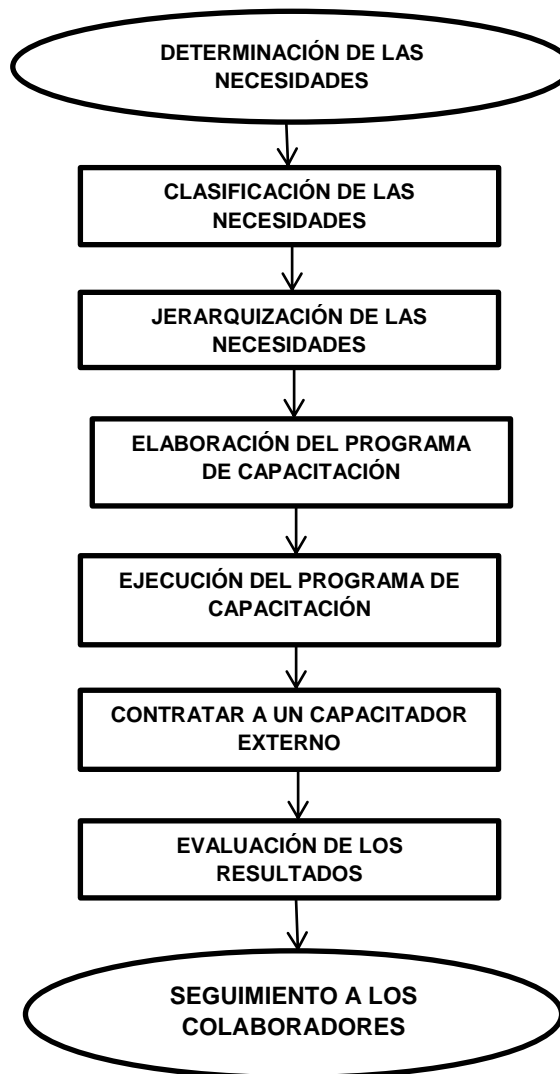 DETERMINACIÓN DE LAS
NECESIDADES
CLASIFICACIÓN DE LAS
NECESIDADES
JERARQUIZACIÓN DE LAS
NECESIDADES
ELABORACIÓN DEL PROGRAMA
DE CAPACITACIÓN
EJECUCIÓN DEL PROGRAMA DE
CAPACITACIÓN
CONTRATAR A UN CAPACITADOR
EXTERNO
EVALUACIÓN DE LOS
RESULTADOS
SEGUIMIENTO A LOS
COLABORADORES